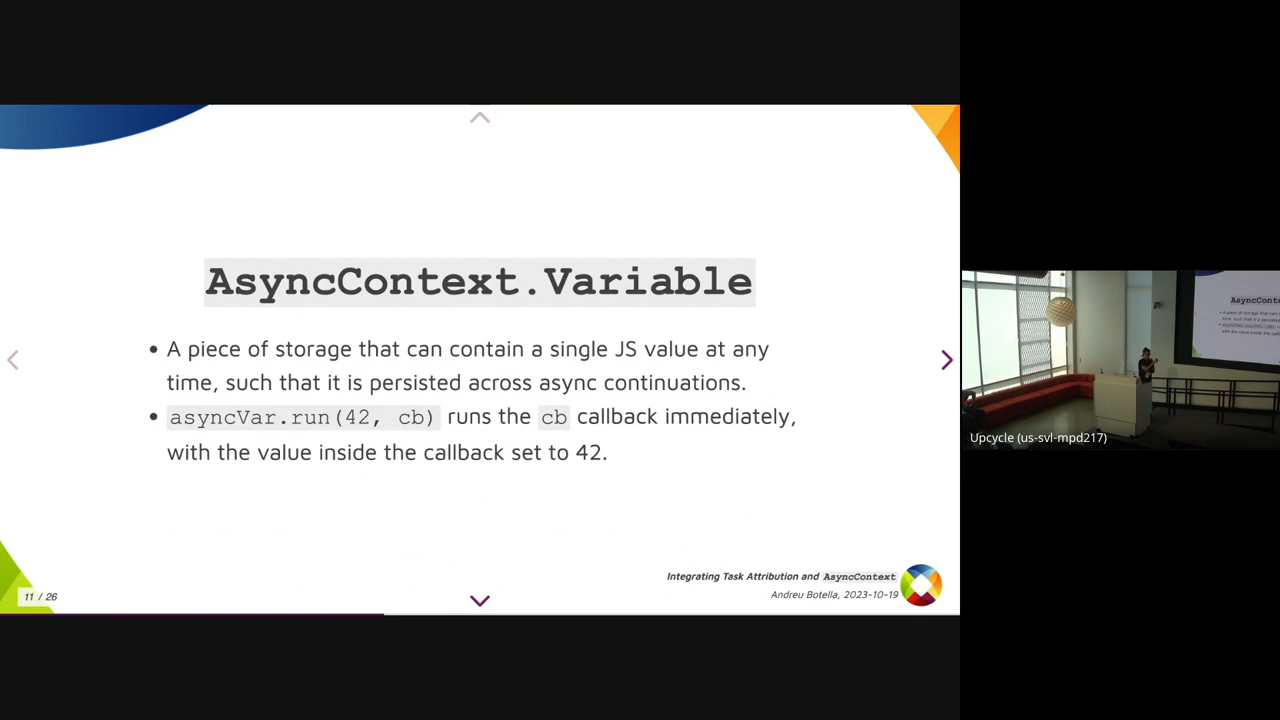 AsyncContext.Variable
• A piece of storage that can contain a single JS value at any
time, such that it is persisted across async continuations.
• asyncVar.run(42, cb) runs the cb callback immediately,
with the value inside the callback set to 42.
11 / 26
Integrating Task Attribution and AsyncContext
Andreu Botella, 2023-10-19
AsyncConte
Upcycle (us-svl-mpd217)